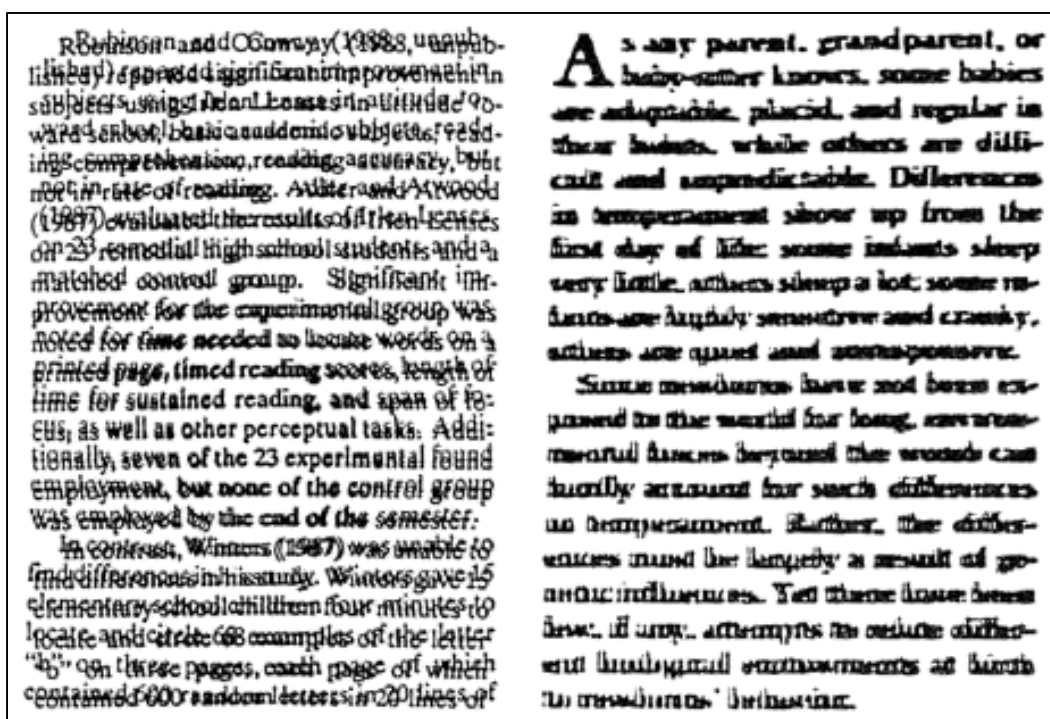 Robinson and Conway (1988, unpub-
lished) reported significant improvement in
subjects using Irlen Lenses in attitude to-
ward school, basic academic subjects, read-
ing comprehension, reading accuracy, but
not in rate of reading. Adler and Atwood
(1987) evaluated the results of Irlen Lenses
on 23 remedial high school students and a
matched control group. Significant im-
provement for the experimental group was
noted for time needed to locate words on a
printed page, timed reading scores, length of
time for sustained reading, and span of fo-
cus, as well as other perceptual tasks. Addi-
tionally, seven of the 23 experimental found
employment, but none of the control group
was employed by the end of the semester.
In contrast, Winters (1987) was unable to
find differences in his study. Winters gave 15
elementary school children four minutes to
locate and circle 688 examples of the letter
"b" on three pages, each page of which
contained 600 random letters in 20 lines of
As any parent, grandparent, or
baby-sitter knows, some babies
are adaptable, placid, and regular in
their habits, while others are diffi-
cult and unpredictable. Differences
in temperament show up from the
first day of life: some infants sleep
very little, others sleep a lot; some in-
fants are highly sensitive and cranky,
others are quiet and unresponsive.
Since newborns have not been ex-
posed to the world for long, environ-
mental factors beyond the womb can
hardly account for such differences
in temperament. Rather, the differ-
ences must be largely a result of ge-
netic influences. Yet there have been
few, if any, attempts to relate differ-
ent biological environments at birth
to newborns' behavior.